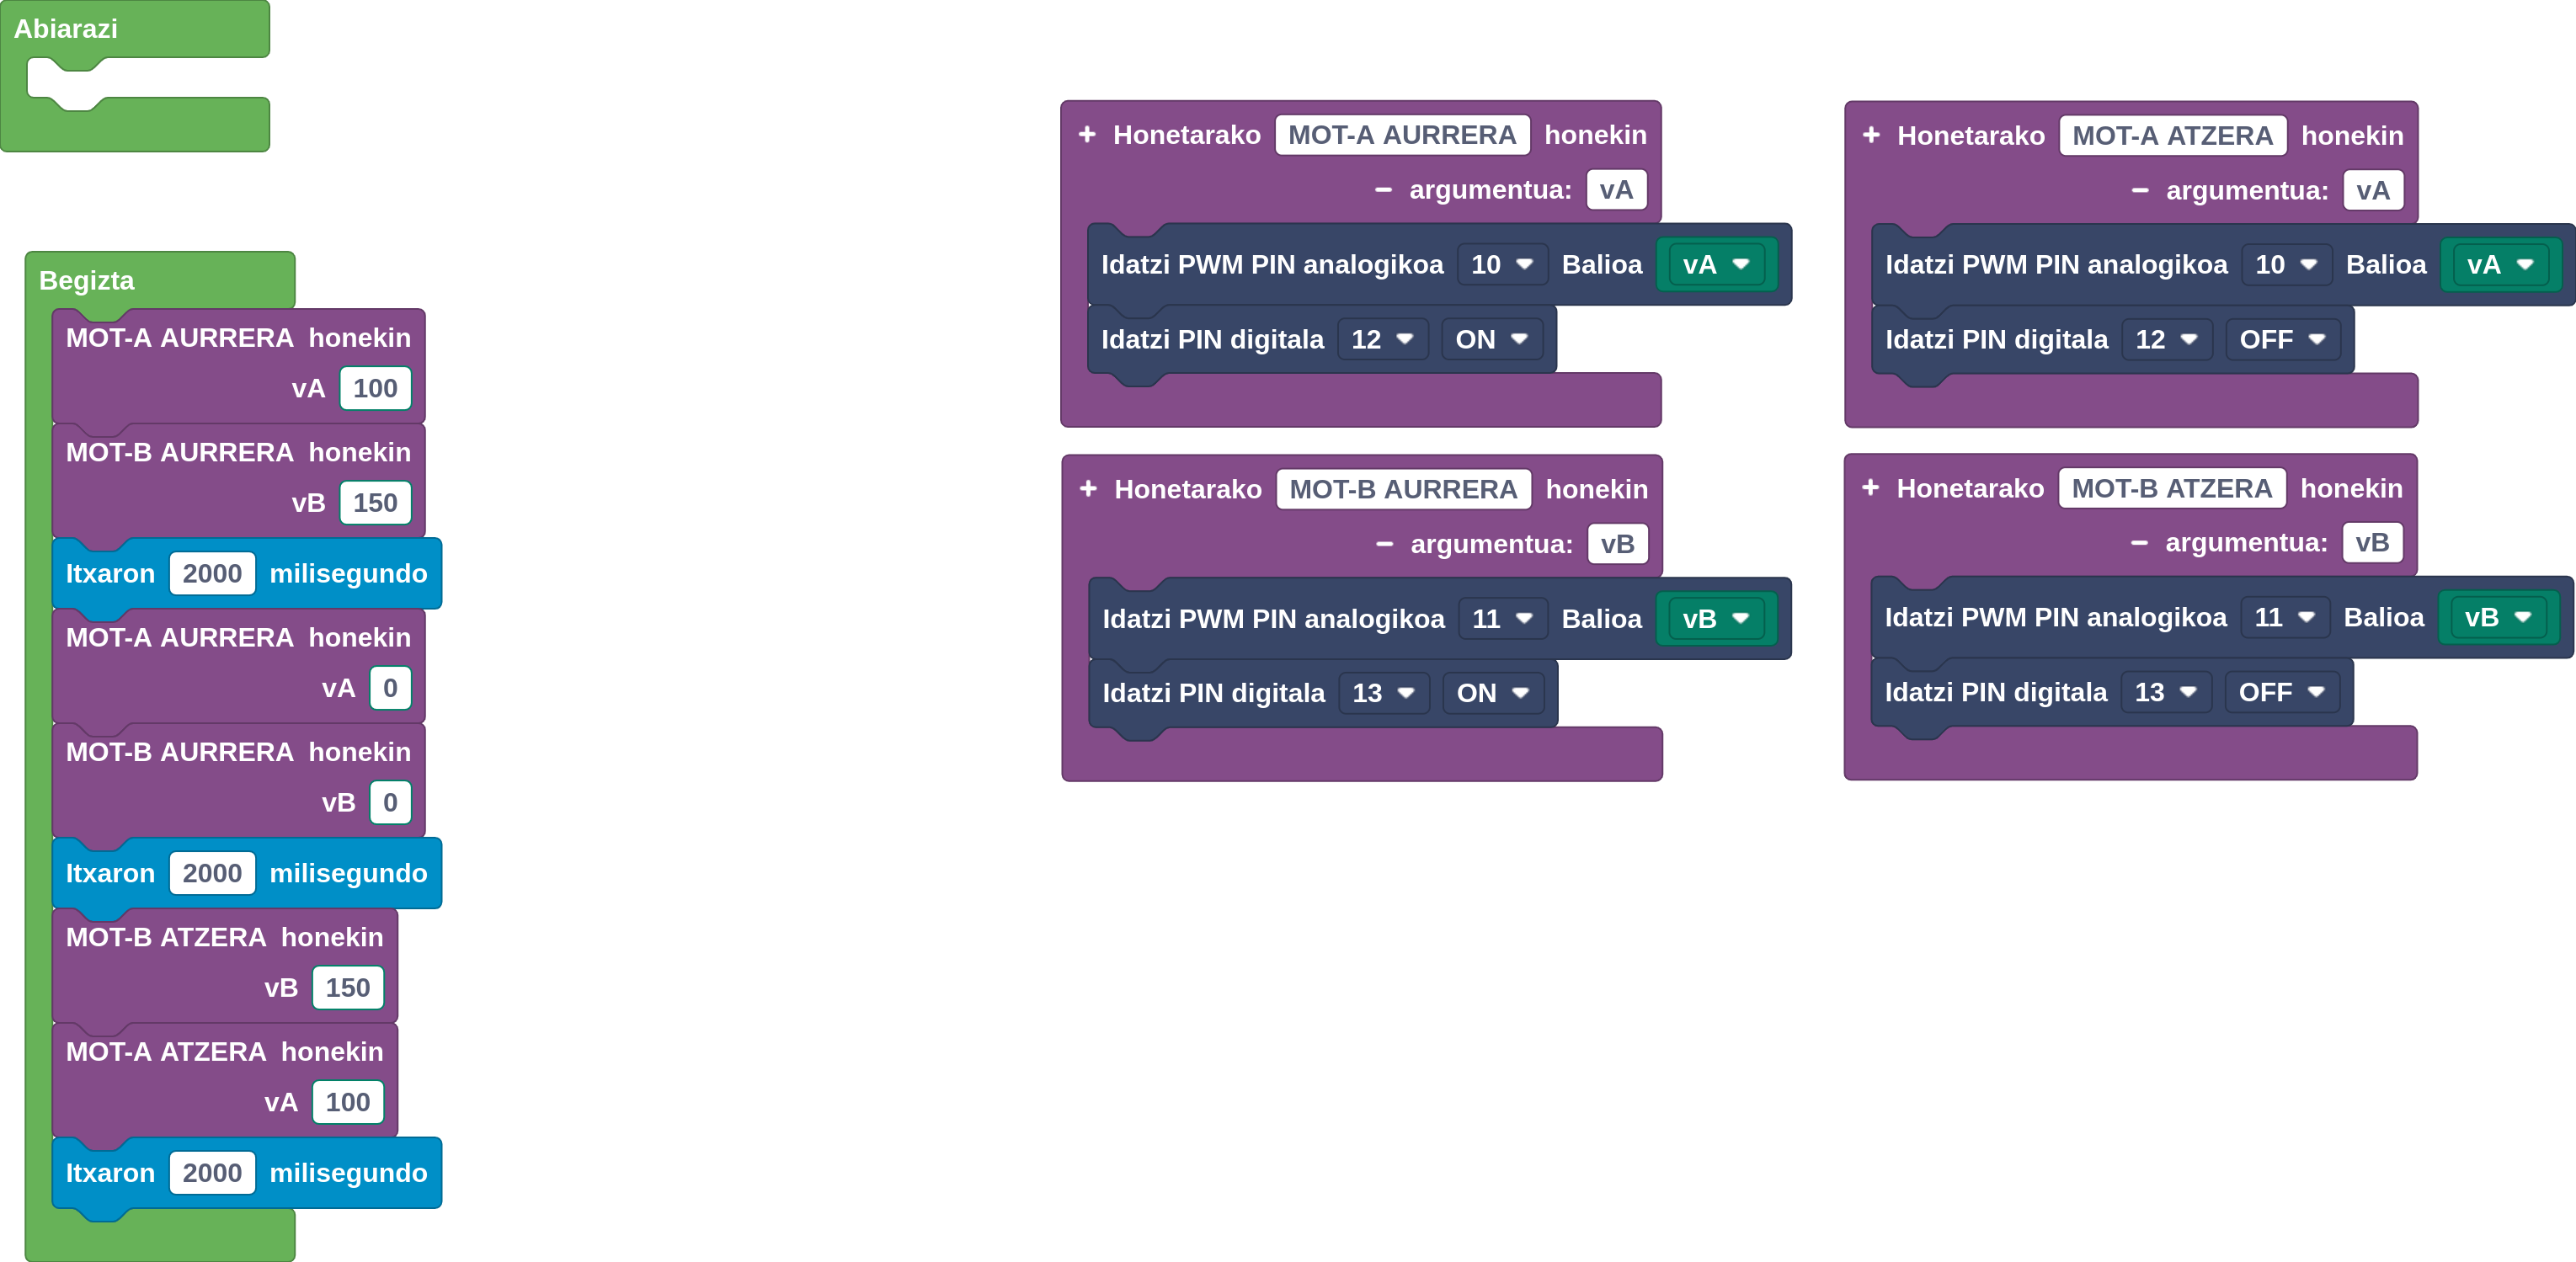 Abiarazi
Begizta
MOT-A AURRERA honekin
vA 100
MOT-B AURRERA honekin
vB 150
Itxaron 2000 milisegundo
MOT-A AURRERA honekin
vA 0
MOT-B AURRERA honekin
vB 0
Itxaron 2000 milisegundo
MOT-B ATZERA honekin
vB 150
MOT-A ATZERA honekin
vA 100
Itxaron 2000 milisegundo
+ Honetarako MOT-A AURRERA honekin
− argumentua: vA
Idatzi PWM PIN analogikoa 10 Balioa vA
Idatzi PIN digitala 12 ON
+ Honetarako MOT-A ATZERA honekin
− argumentua: vA
Idatzi PWM PIN analogikoa 10 Balioa vA
Idatzi PIN digitala 12 OFF
+ Honetarako MOT-B AURRERA honekin
− argumentua: vB
Idatzi PWM PIN analogikoa 11 Balioa vB
Idatzi PIN digitala 13 ON
+ Honetarako MOT-B ATZERA honekin
− argumentua: vB
Idatzi PWM PIN analogikoa 11 Balioa vB
Idatzi PIN digitala 13 OFF